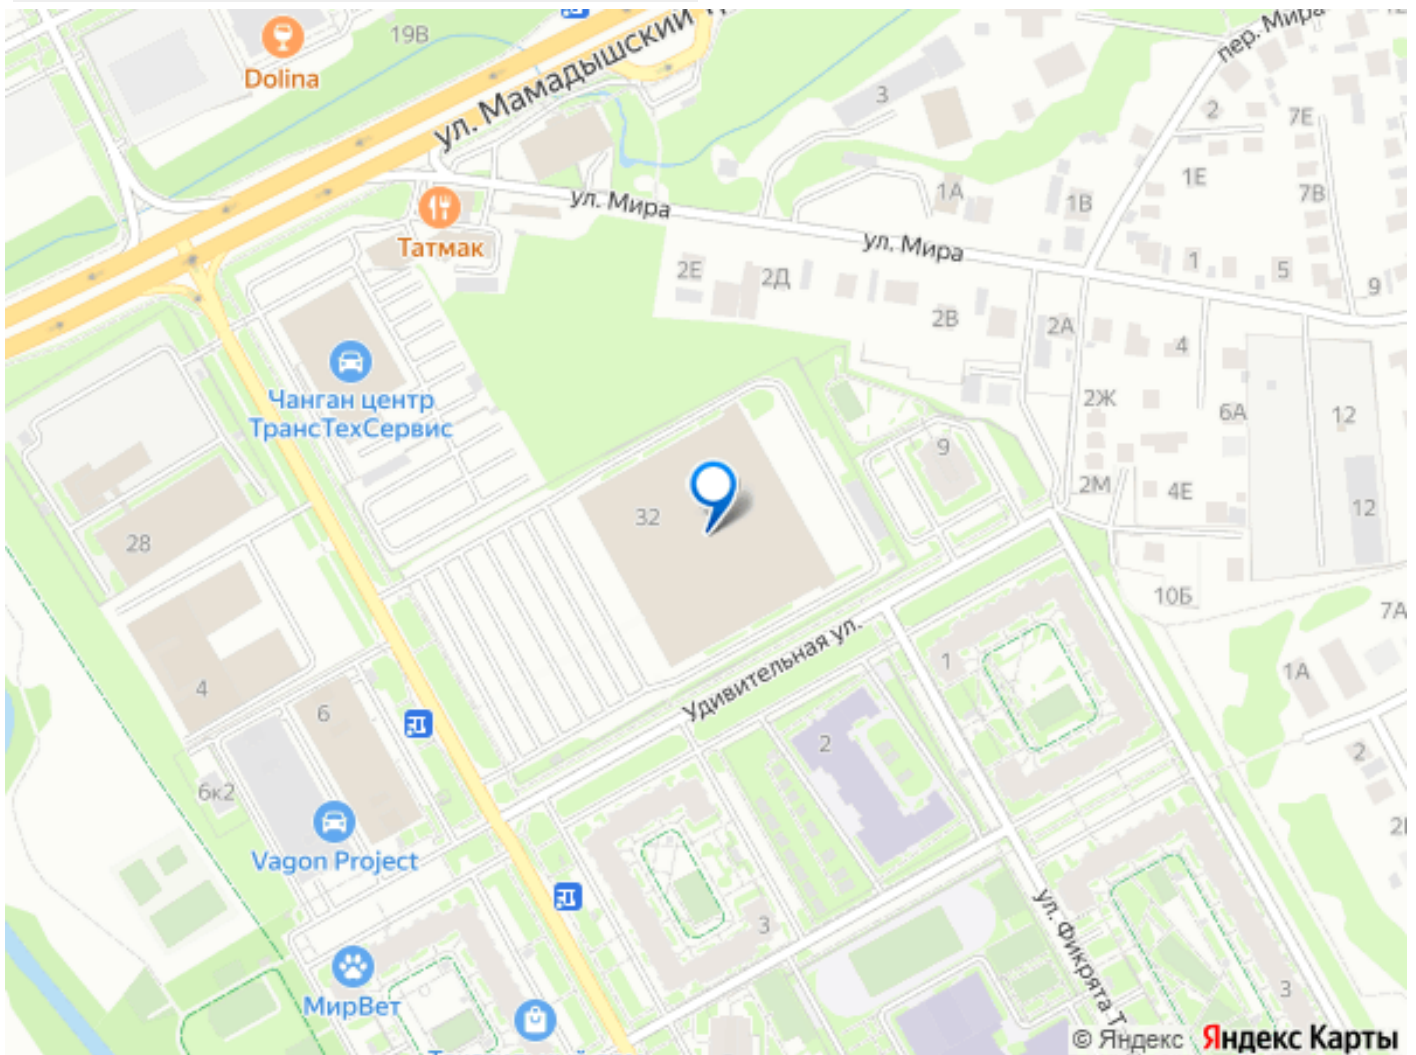 19В
Dolina
ул. Мамадышский
пер. Мира
3
2
7Е
1Е
7В
1А
1В
ул. Мира
ул. Мира
Татмак
2Е
2Д
1
5
9
2В
2А
4
Чанган центр
ТрансТехСервис
2Ж
6А
12
9
2М
4Е
12
32
28
10Б
7А
Удивительная ул.
1
1А
4
6
2
2
6к2
Vagon Project
3
ул. Фикрята Т
МирВет
3
© Яндекс Яндекс Карты